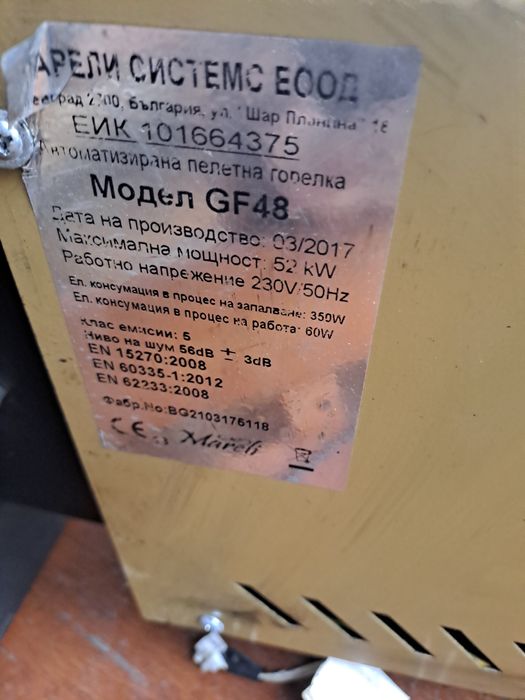 АРЕЛИ СИСТЕМС ЕООД
2700, България, ул. "Шар Планина" 18
ЕИК 101664375
Автоматизирана пелетна горелка
Модел GF48
Дата на производство: 03/2017
Максимална мощност: 52 kW
Работно напрежение 230V/50Hz
Ел. консумация в процес на запалване: 350W
Ел. консумация в процес на работа: 60W
Клас емисии: 5
Ниво на шум 56dB ± 3dB
EN 15270:2008
EN 60335-1:2012
EN 62233:2008
Фабр.No:BG2103176118
CE Mareli